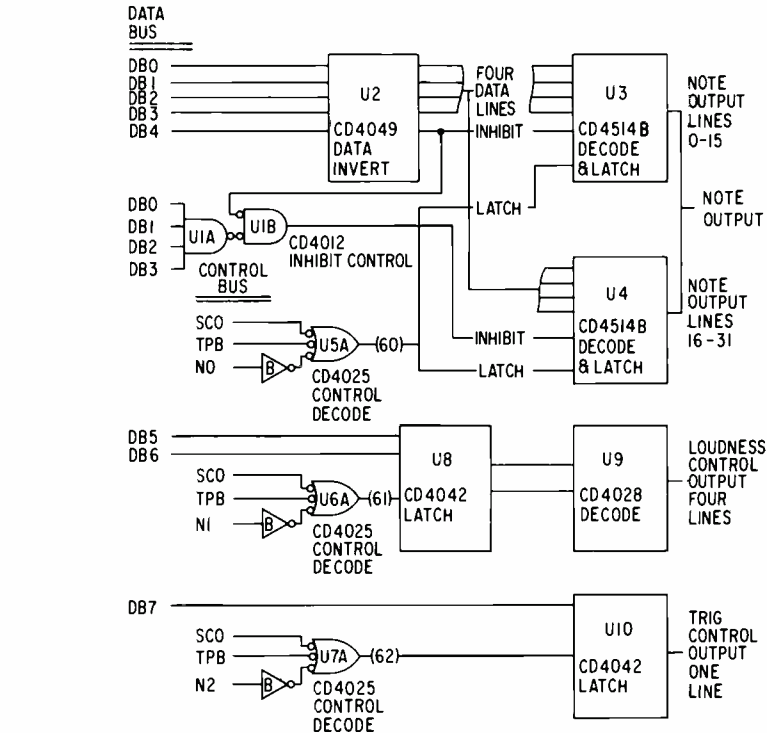 DATA
BUS
DB0
DB1
DB2
DB3
DB4
U2
CD4049
DATA
INVERT
FOUR
DATA
LINES
INHIBIT
LATCH
U3
CD4514B
DECODE
&LATCH
NOTE
OUTPUT
LINES
0-15
NOTE
OUTPUT
DB0
DB1
DB2
DB3
U1A
U1B
CD4012
INHIBIT CONTROL
CONTROL
BUS
SC0
TPB
N0
B
U5A
(60)
CD4025
CONTROL
DECODE
INHIBIT
LATCH
U4
CD4514B
DECODE
&LATCH
NOTE
OUTPUT
LINES
16-31
DB5
DB6
SC0
TPB
N1
B
U6A
(61)
CD4025
CONTROL
DECODE
U8
CD4042
LATCH
U9
CD4028
DECODE
LOUDNESS
CONTROL
OUTPUT
FOUR
LINES
DB7
SC0
TPB
N2
B
U7A
(62)
CD4025
CONTROL
DECODE
U10
CD4042
LATCH
TRIG
CONTROL
OUTPUT
ONE
LINE